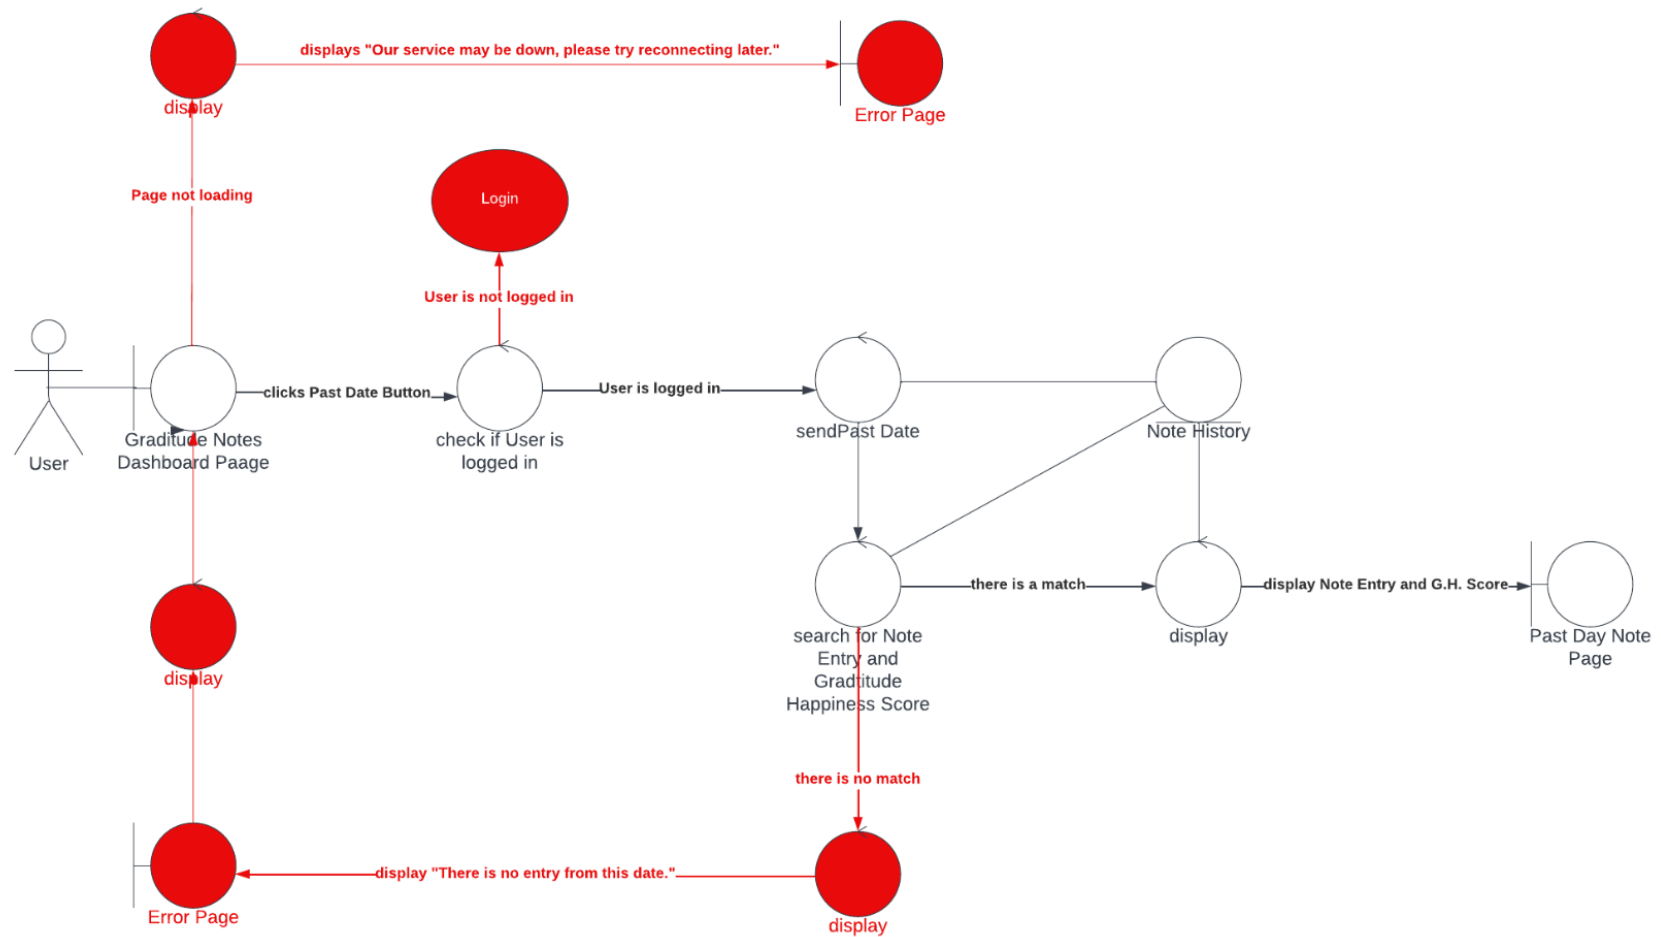 displays "Our service may be down, please try reconnecting later."
display
Error Page
Page not loading
Login
User is not logged in
clicks Past Date Button
User is logged in
User
Graditude Notes
Dashboard Paage
check if User is
logged in
sendPast Date
Note History
there is a match
display Note Entry and G.H. Score
search for Note
Entry and
Gradtitude
Happiness Score
display
Past Day Note
Page
display
there is no match
display "There is no entry from this date."
Error Page
display